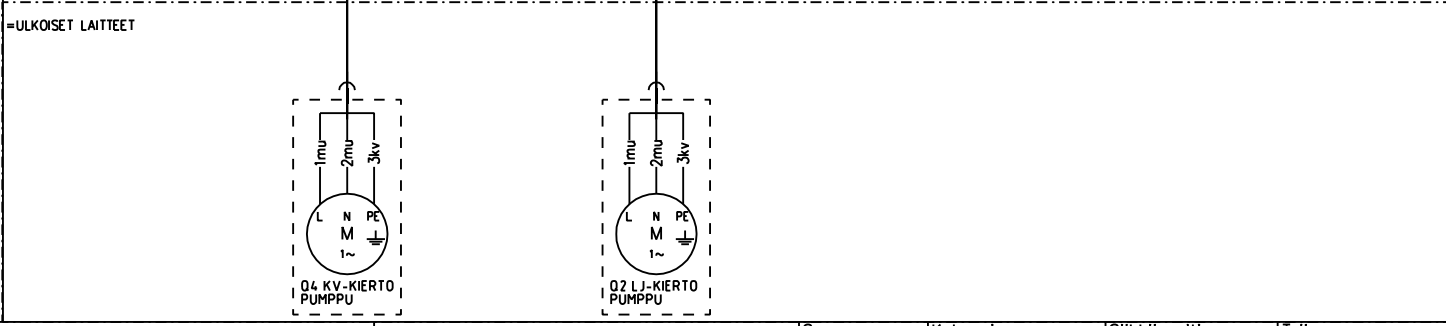 =ULKOISET LAITTEET
1mu 2mu 3kv
L N PE
M
1~
Q4 KV-KIERTO
PUMPPU
1mu 2mu 3kv
L N PE
M
1~
Q2 LJ-KIERTO
PUMPPU